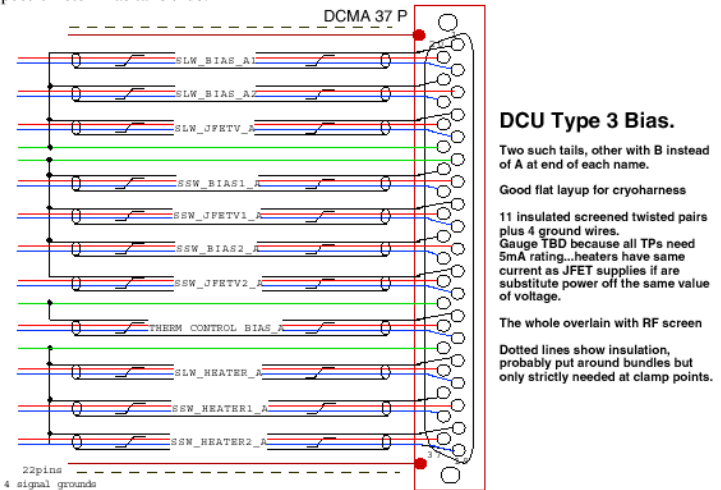 DCMA 37 P
SLW_BIAS_A1
SLW_BIAS_A2
SLW_JFETV_A
SSW_BIAS1_A
SSW_JFETV1_A
SSW_BIAS2_A
SSW_JFETV2_A
THERM CONTROL BIAS_A
SLW_HEATER_A
SSW_HEATER1_A
SSW_HEATER2_A
22pins
4 signal grounds
37
DCU Type 3 Bias.
Two such tails, other with B instead
of A at end of each name.
Good flat layup for cryoharness
11 insulated screened twisted pairs
plus 4 ground wires.
Gauge TBD because all TPs need
5mA rating...heaters have same
current as JFET supplies if are
substitute power off the same value
of voltage.
The whole overlain with RF screen
Dotted lines show insulation,
probably put around bundles but
only strictly needed at clamp points.